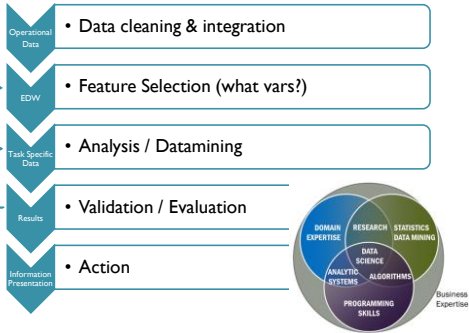 Operational
Data
• Data cleaning & integration
EDW
• Feature Selection (what vars?)
Task Specific
Data
• Analysis / Datamining
Results
• Validation / Evaluation
Information
Presentation
• Action
DOMAIN
EXPERTISE
RESEARCH
STATISTICS
DATA MINING
DATA
SCIENCE
ANALYTIC
SYSTEMS
ALGORITHMS
PROGRAMMING
SKILLS
Business
Expertise